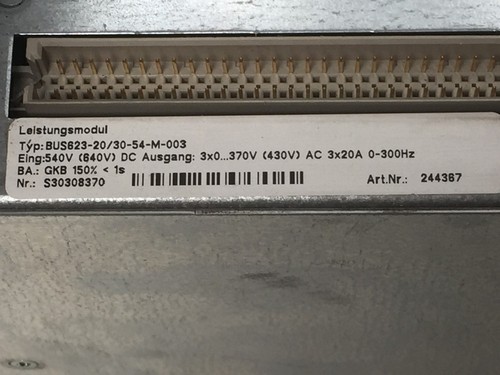 Leistungsmodul
Typ: BUS623-20/30-54-M-003
Eing:540V (640V) DC Ausgang: 3x0...370V (430V) AC 3x20A 0-300Hz
BA.: GKB 150% < 1s
Nr.: S30308370 Art.Nr.: 244367